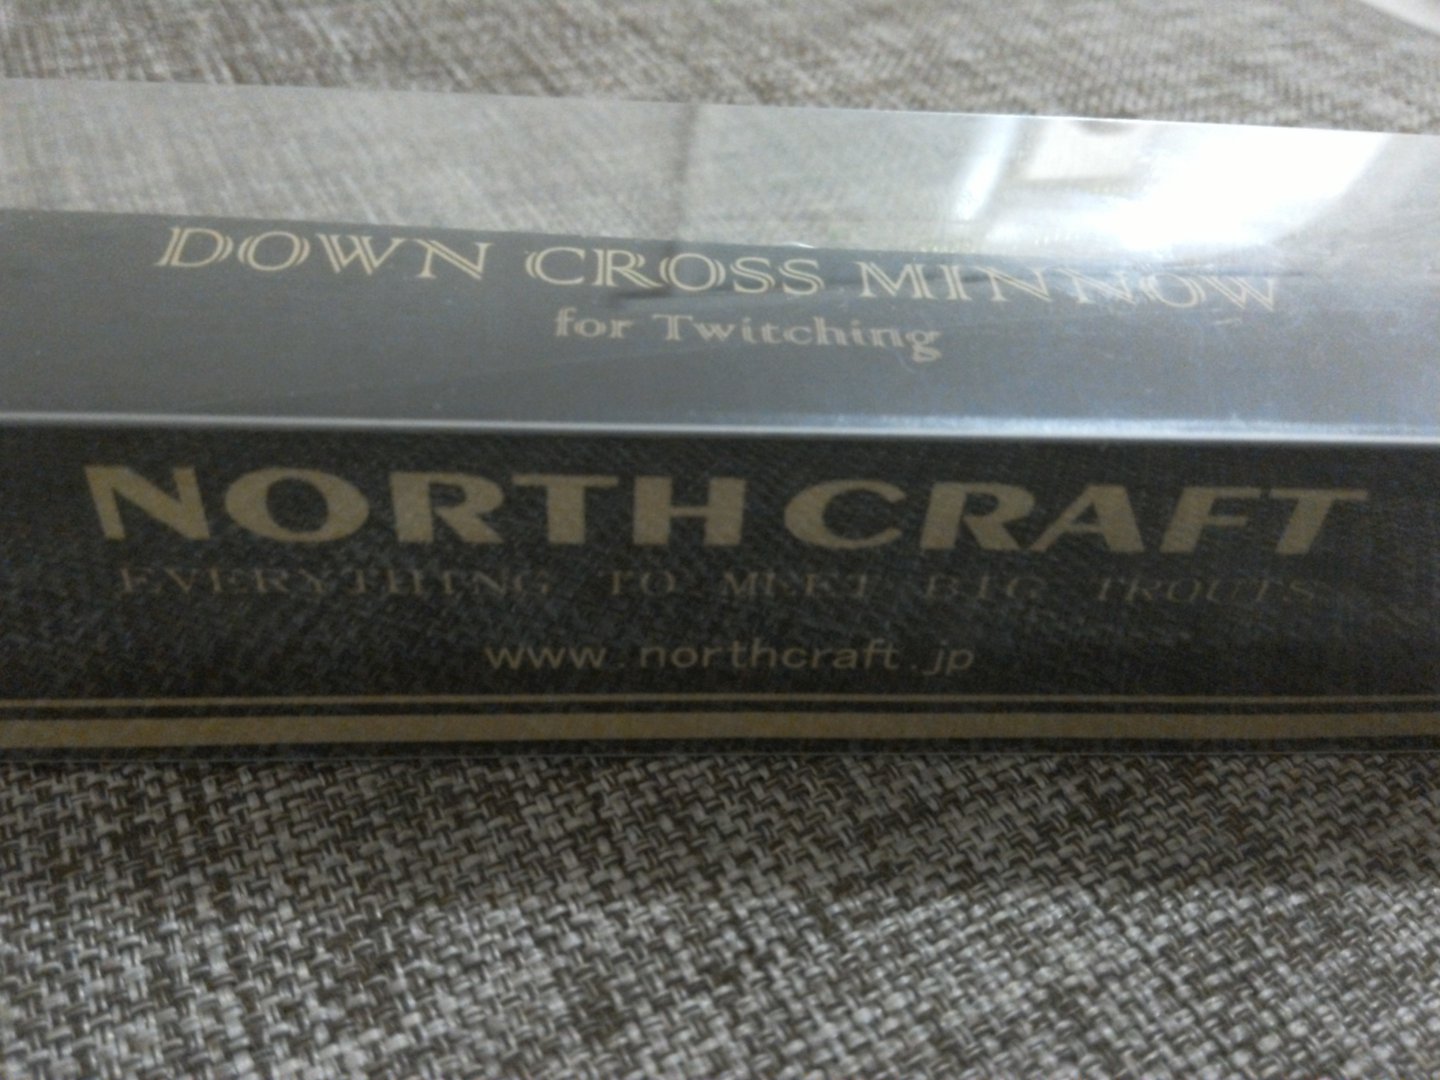 DOWN CROSS MINNOW
for Twitching
NORTH CRAFT
EVERYTHING TO MEET BIG TROUTS
www.northcraft.jp